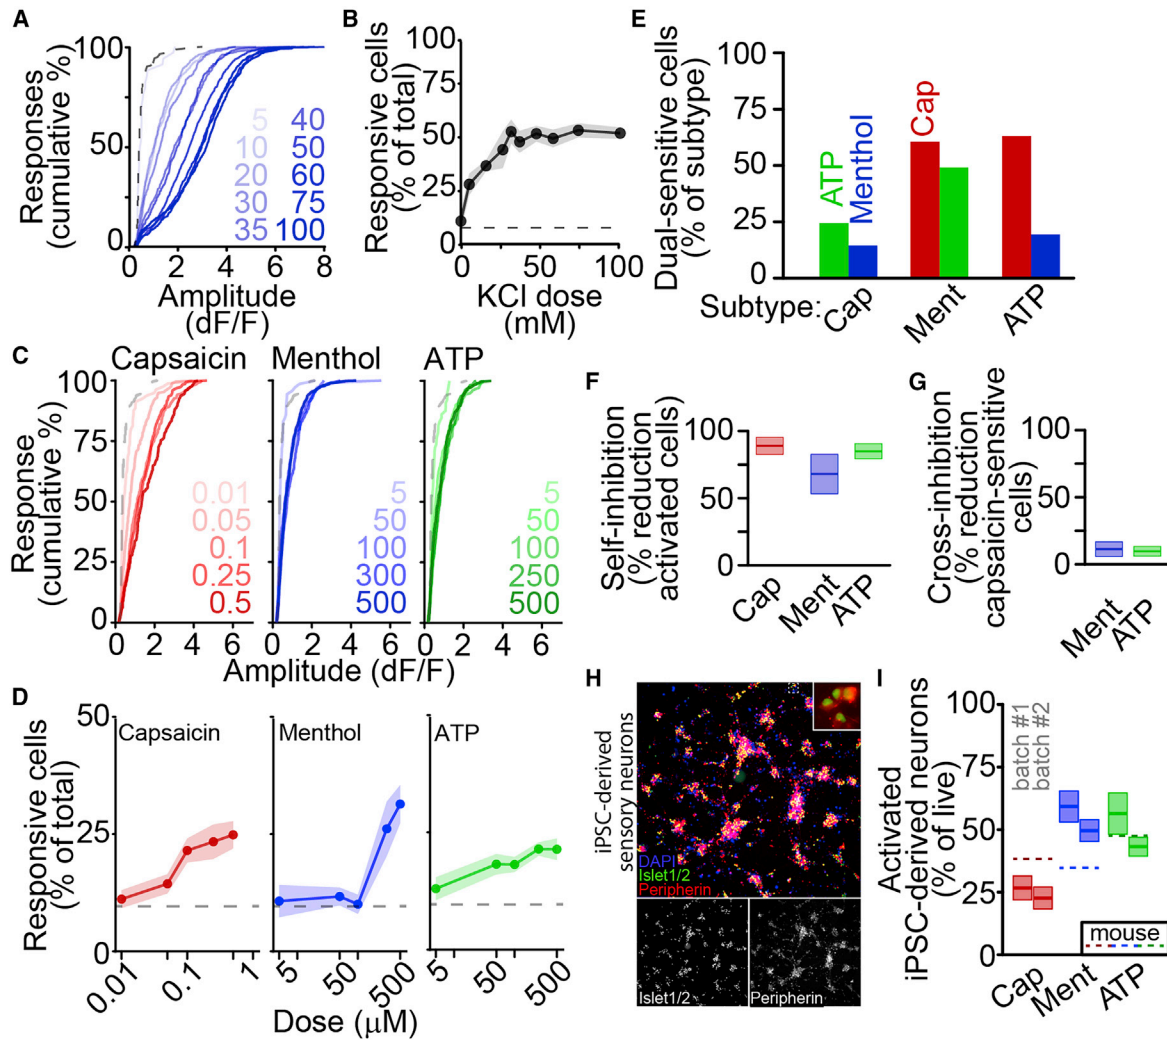 A
Responses
(cumulative %)
100
50
0
0 2 4 6 8
Amplitude
(dF/F)
5 40
10 50
20 60
30 75
35 100
B
Responsive cells
(% of total)
100
75
50
25
0
0 50 100
KCl dose
(mM)
E
Dual-sensitive cells
(% of subtype)
100
75
50
25
0
ATP
Menthol
Cap
Subtype:
Cap
Ment
ATP
C
Capsaicin
Menthol
ATP
Response
(cumulative %)
100
75
50
25
0
0.01
0.05
0.1
0.25
0.5
5
50
100
300
500
5
50
100
250
500
0 2 4 6
0 2 4 6
0 2 4 6
Amplitude (dF/F)
F
Self-inhibition
(% reduction
activated cells)
100
50
0
Cap
Ment
ATP
G
Cross-inhibition
(% reduction
capsaicin-sensitive
cells)
100
50
0
Ment
ATP
D
Responsive cells
(% of total)
50
25
0
Capsaicin
Menthol
ATP
0.01 0.1 1
5 50 500
5 50 500
Dose (μM)
H
iPSC-derived
sensory neurons
DAPI
Islet1/2
Peripherin
Islet1/2
Peripherin
I
Activated
iPSC-derived neurons
(% of live)
100
75
50
25
0
batch #1
batch #2
mouse
Cap
Ment
ATP